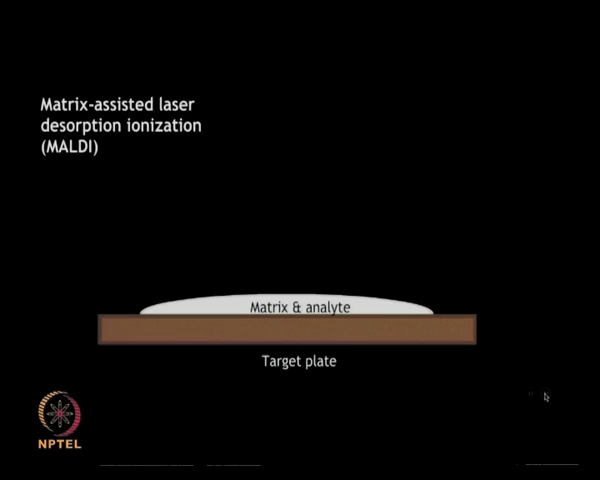 Matrix-assisted laser
desorption ionization
(MALDI)
Matrix & analyte
Target plate
NPTEL